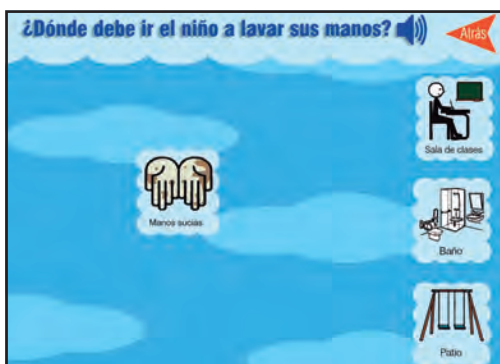 ¿Dónde debe ir el niño a lavar sus manos?
Atrás
Sala de clases
Manos sucias
Baño
Patio